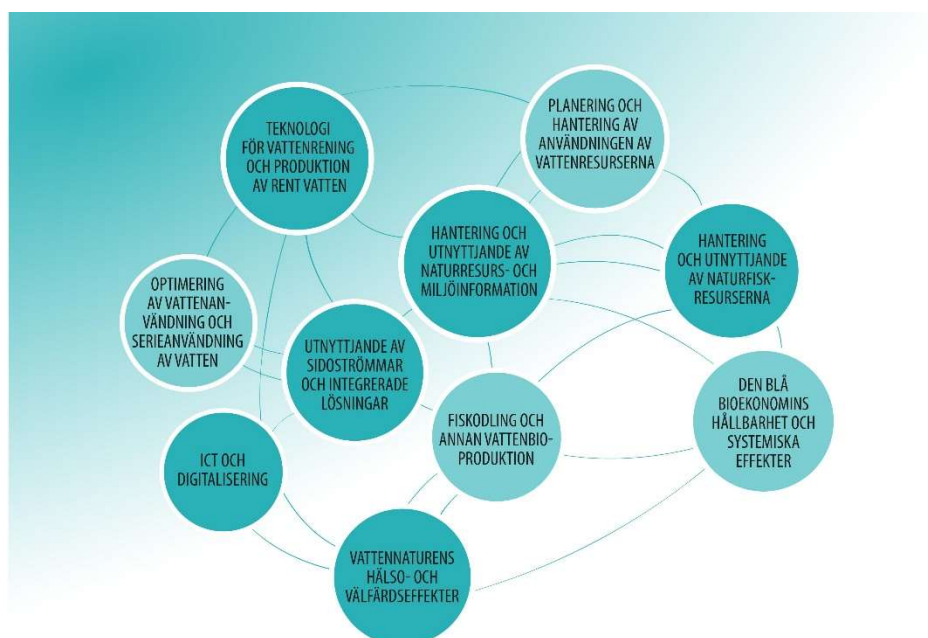 TEKNOLOGI
FÖR VATTENRENING
OCH PRODUKTION
AV RENT VATTEN
PLANERING OCH
HANTERING AV
ANVÄNDNINGEN AV
VATTENRESURSERNA
HANTERING OCH
UTNYTTJANDE AV
NATURRESURS- OCH
MILJÖINFORMATION
HANTERING
OCH UTNYTTJANDE
AV NATURFISK-
RESURSERNA
OPTIMERING
AV VATTENAN-
VÄNDNING OCH
SERIEANVÄNDNING
AV VATTEN
UTNYTTJANDE AV
SIDOSTRÖMMAR
OCH INTEGRERADE
LÖSNINGAR
FISKODLING OCH
ANNAN VATTENBIO-
PRODUKTION
DEN BLÅ
BIOEKONOMINS
HÅLLBARHET OCH
SYSTEMISKA
EFFEKTER
ICT OCH
DIGITALISERING
VATTENNATURENS
HÄLSO- OCH
VÄLFÄRDSEFFEKTER